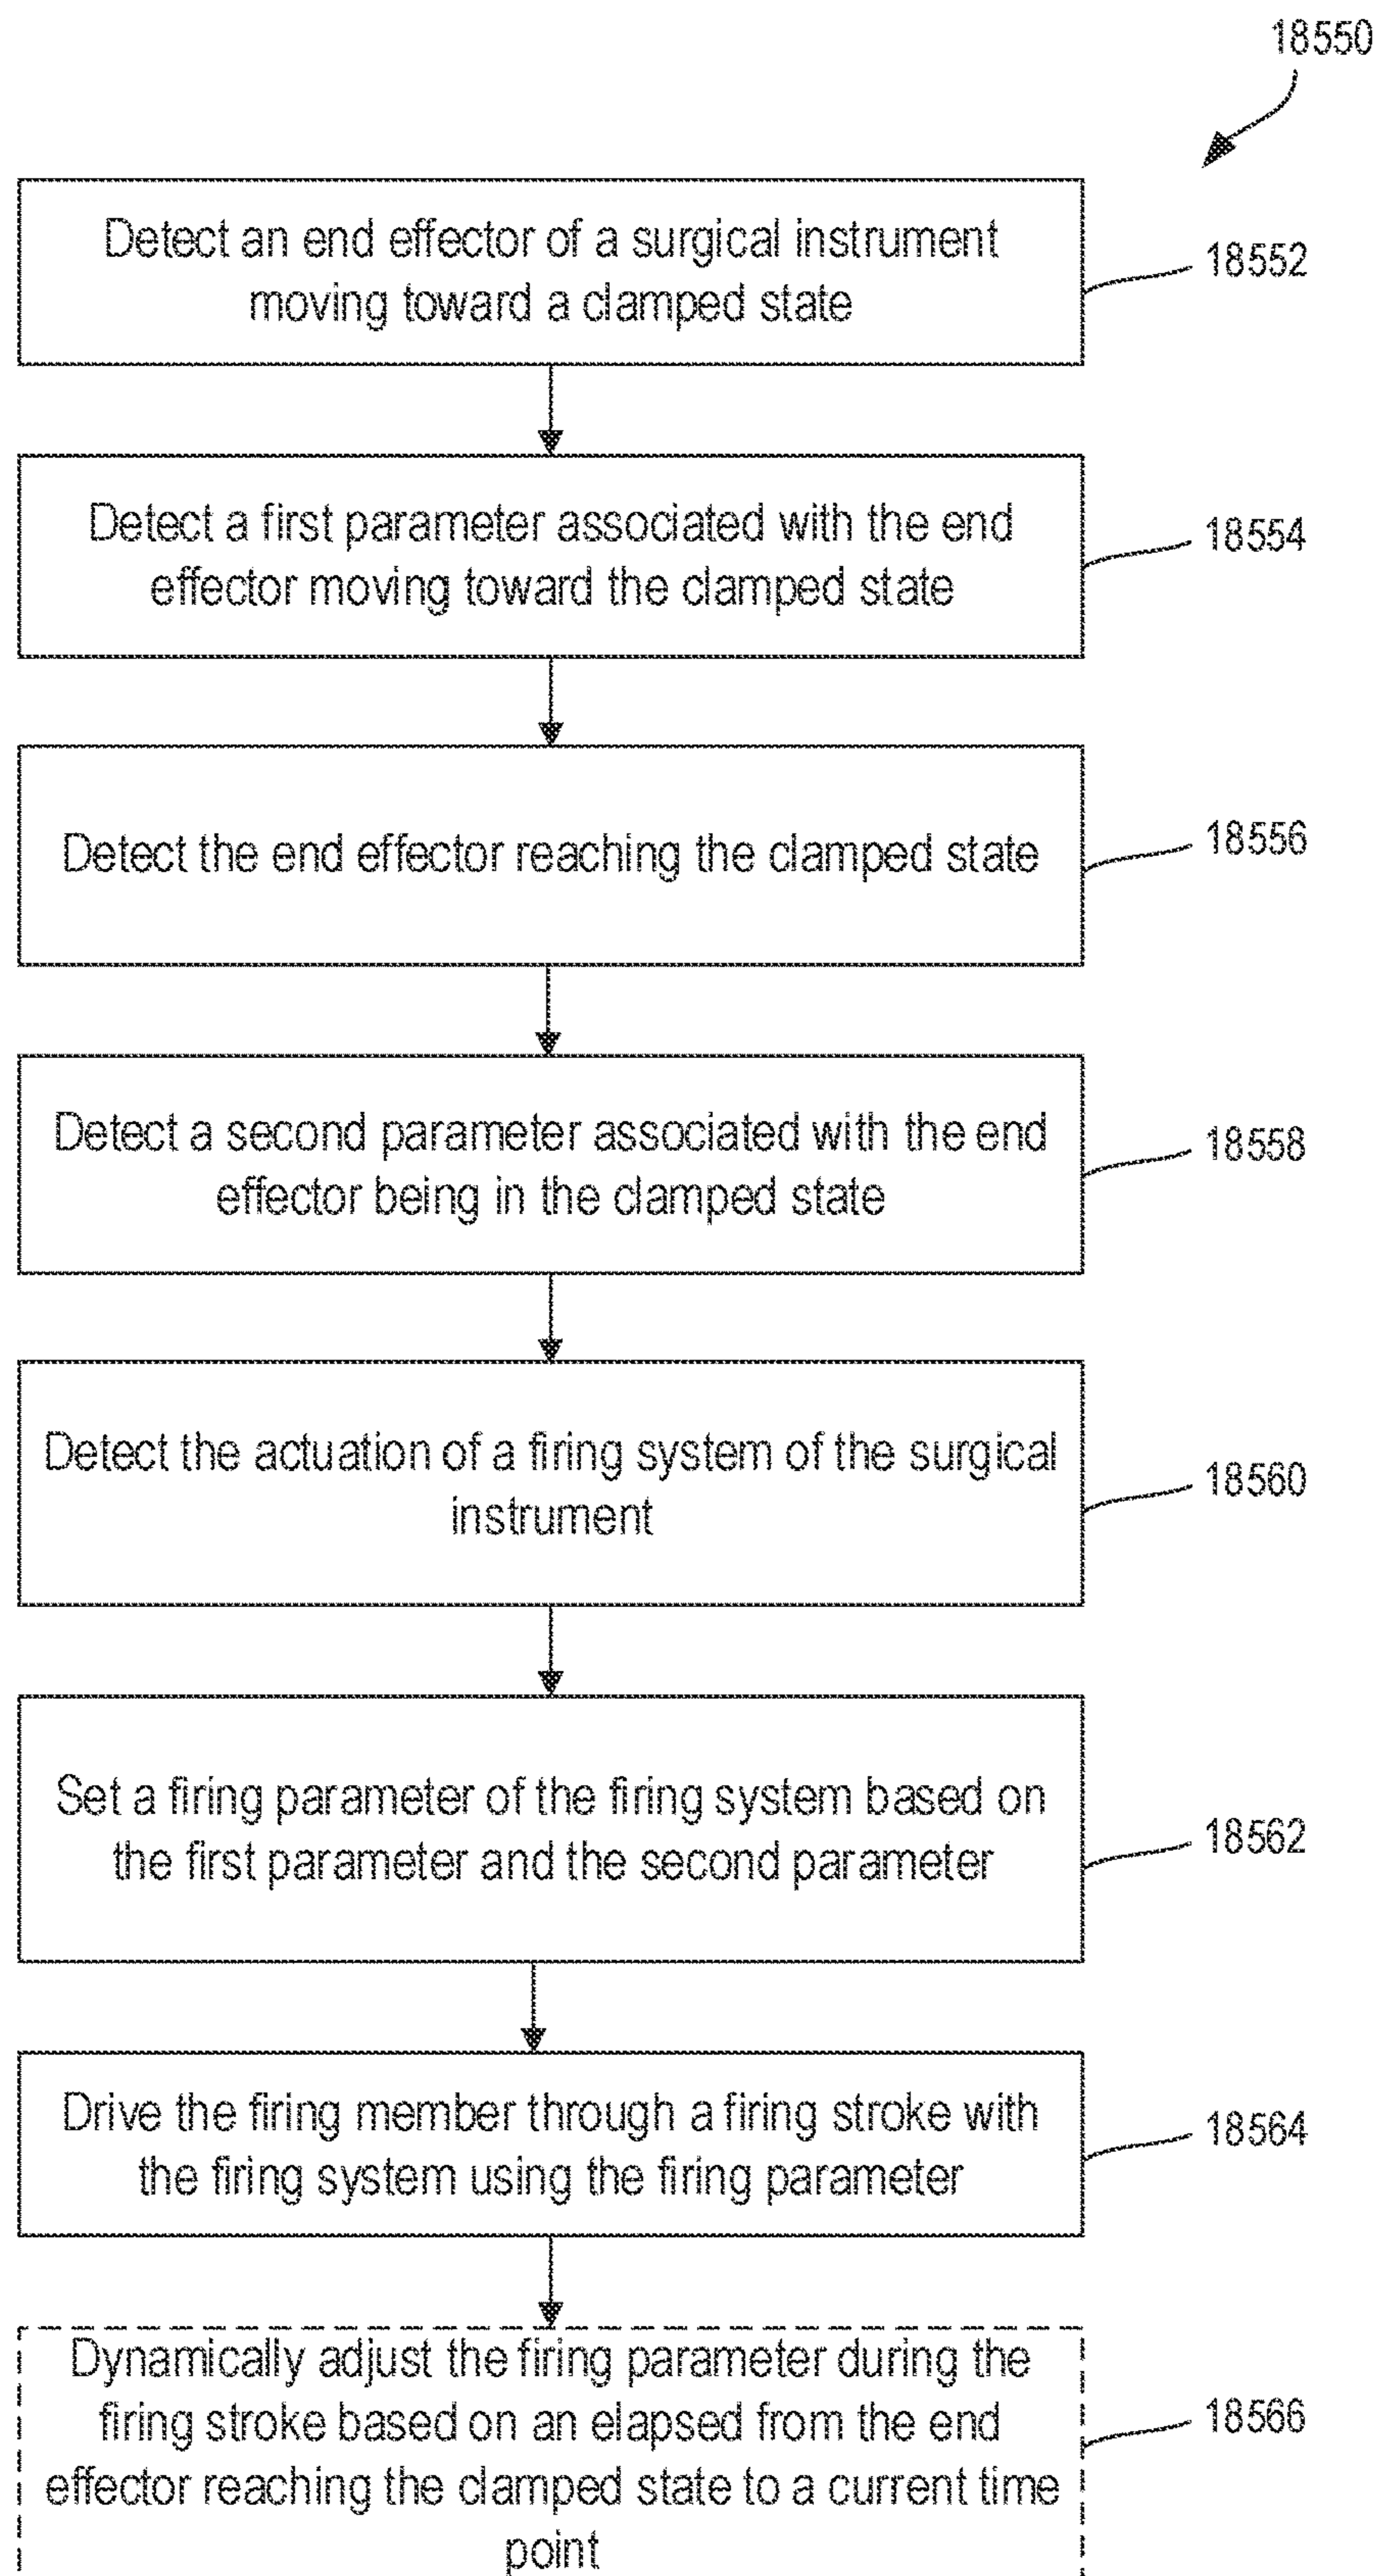 18550
Detect an end effector of a surgical instrument
moving toward a clamped state
18552
Detect a first parameter associated with the end
effector moving toward the clamped state
18554
Detect the end effector reaching the clamped state
18556
Detect a second parameter associated with the end
effector being in the clamped state
18558
Detect the actuation of a firing system of the surgical
instrument
18560
Set a firing parameter of the firing system based on
the first parameter and the second parameter
18562
Drive the firing member through a firing stroke with
the firing system using the firing parameter
18564
Dynamically adjust the firing parameter during the
firing stroke based on an elapsed from the end
effector reaching the clamped state to a current time
point
18566